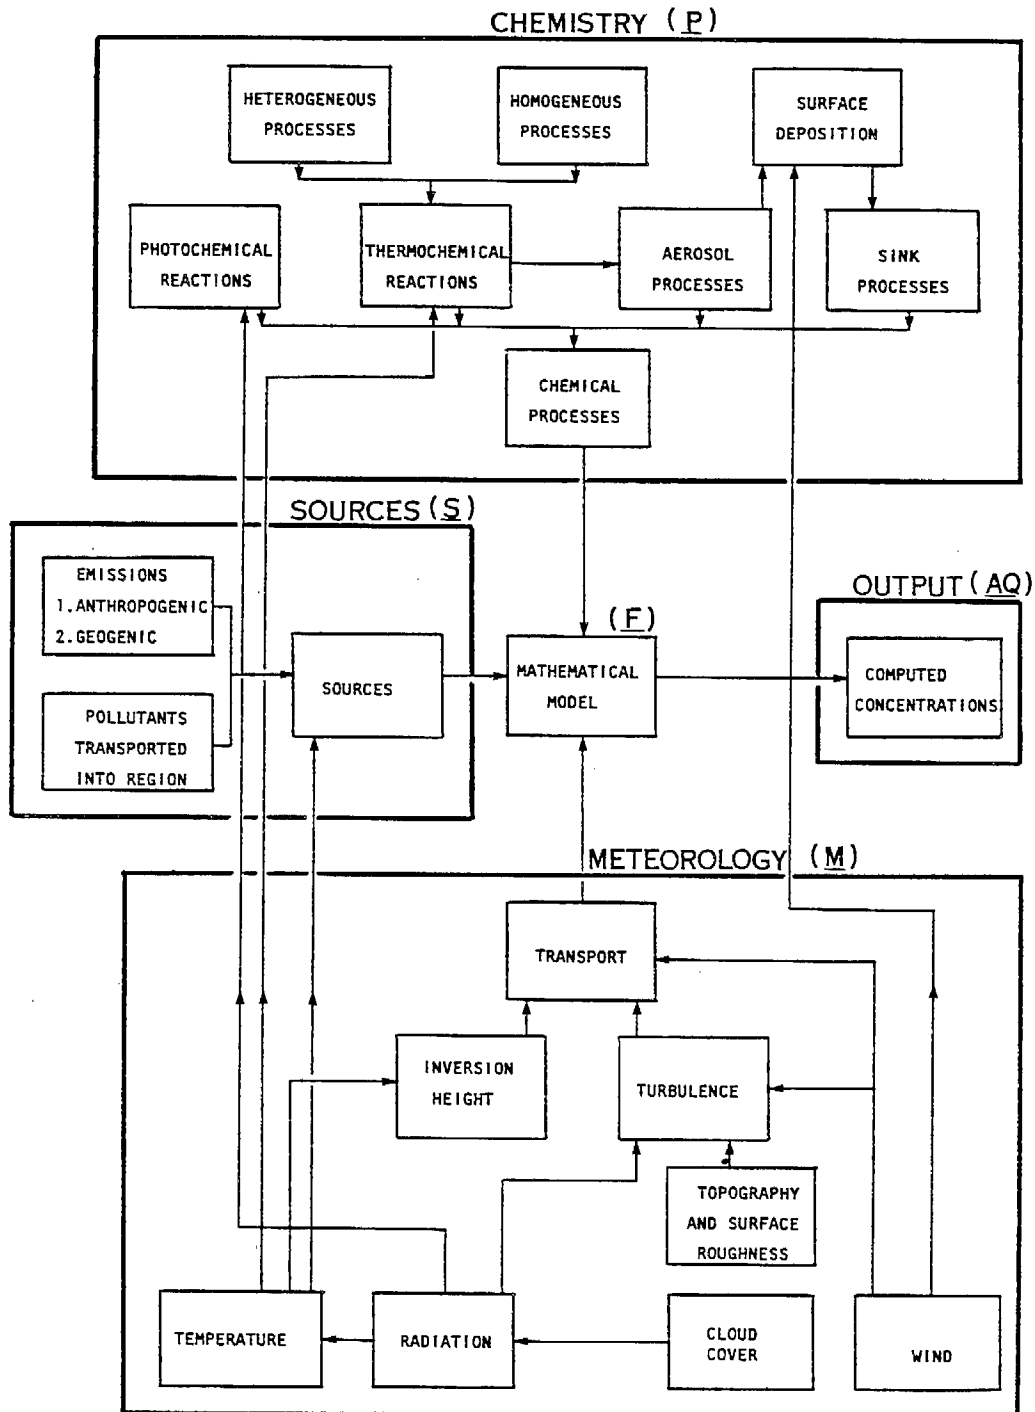 CHEMISTRY (P)
HETEROGENEOUS
PROCESSES
HOMOGENEOUS
PROCESSES
SURFACE
DEPOSITION
PHOTOCHEMICAL
REACTIONS
THERMOCHEMICAL
REACTIONS
AEROSOL
PROCESSES
SINK
PROCESSES
CHEMICAL
PROCESSES
SOURCES (S)
EMISSIONS
1. ANTHROPOGENIC
2. GEOGENIC
POLLUTANTS
TRANSPORTED
INTO REGION
SOURCES
(F)
MATHEMATICAL
MODEL
OUTPUT (AQ)
COMPUTED
CONCENTRATIONS
METEOROLOGY (M)
TRANSPORT
INVERSION
HEIGHT
TURBULENCE
TOPOGRAPHY
AND SURFACE
ROUGHNESS
TEMPERATURE
RADIATION
CLOUD
COVER
WIND